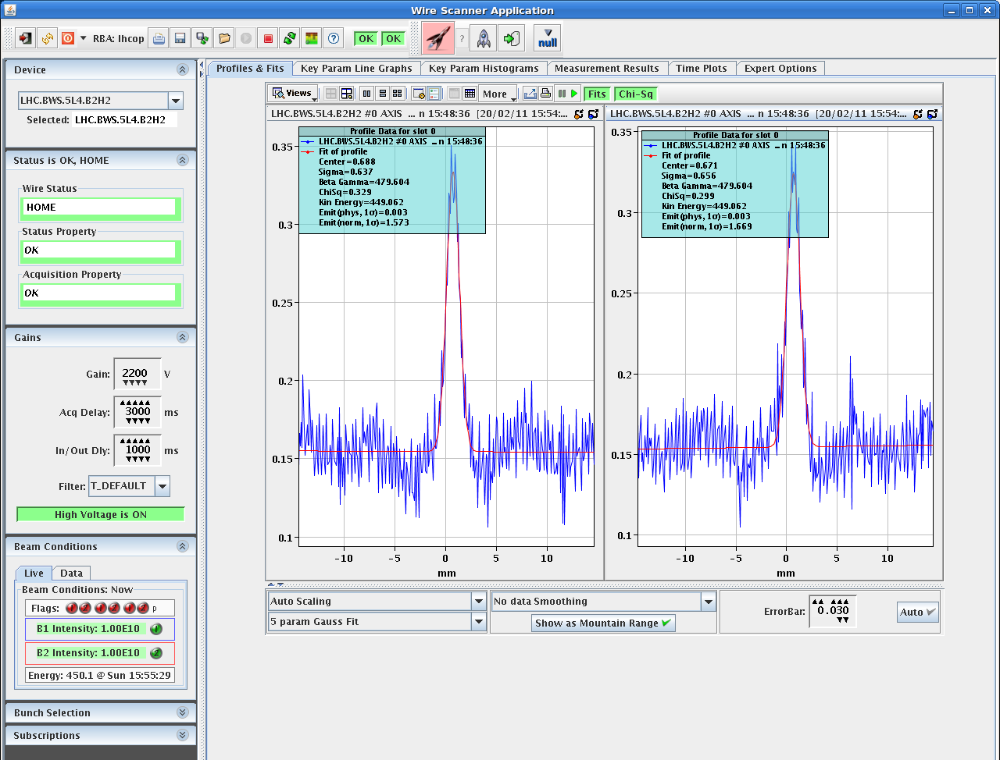 Wire Scanner Application
RBA: lhcop
OK OK
?
null
Device
LHC.BWS.5L4.B2H2
Selected: LHC.BWS.5L4.B2H2
Status is OK, HOME
Wire Status
HOME
Status Property
OK
Acquisition Property
OK
Gains
Gain: 2200 V
Acq Delay: 3000 ms
In/Out Dly: 1000 ms
Filter: T_DEFAULT
High Voltage is ON
Beam Conditions
Live Data
Beam Conditions: Now
Flags: 1 2 1 2 1 2 p
B1 Intensity: 1.00E10 1
B2 Intensity: 1.00E10 2
Energy: 450.1 @ Sun 15:55:29
Bunch Selection
Subscriptions
Profiles & Fits Key Param Line Graphs Key Param Histograms Measurement Results Time Plots Expert Options
Views More Fits Chi-Sq
LHC.BWS.5L4.B2H2 #0 AXIS ... n 15:48:36 [20/02/11 15:54:...
Profile Data for slot 0
LHC.BWS.5L4.B2H2 #0 AXIS ... n 15:48:36
Fit of profile
Center=0.688
Sigma=0.637
Beta Gamma=479.604
ChiSq=0.329
Kin Energy=449.062
Emit(phys, 1σ)=0.003
Emit(norm, 1σ)=1.573
0.35
0.3
0.25
0.2
0.15
0.1
-10 -5 0 5 10
mm
LHC.BWS.5L4.B2H2 #0 AXIS ... n 15:48:36 [20/02/11 15:54:...
Profile Data for slot 0
LHC.BWS.5L4.B2H2 #0 AXIS ... n 15:48:36
Fit of profile
Center=0.671
Sigma=0.656
Beta Gamma=479.604
ChiSq=0.299
Kin Energy=449.062
Emit(phys, 1σ)=0.003
Emit(norm, 1σ)=1.669
0.35
0.3
0.25
0.2
0.15
0.1
-10 -5 0 5 10
mm
Auto Scaling
5 param Gauss Fit
No data Smoothing
Show as Mountain Range
ErrorBar: 0.030
Auto